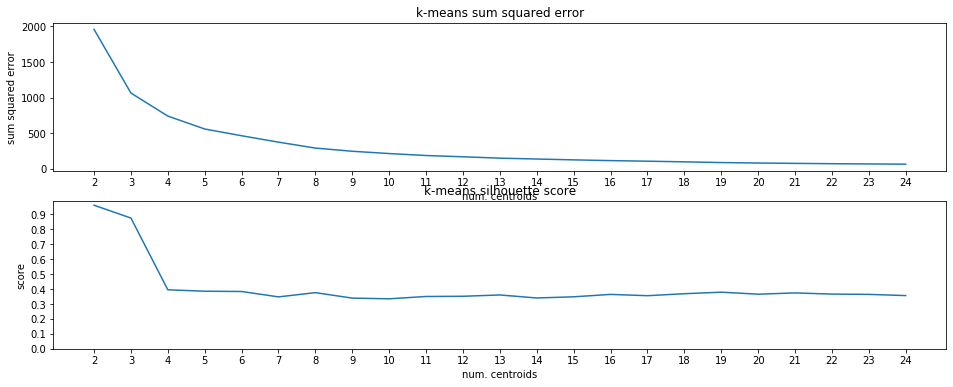 k-means sum squared error
sum squared error
2000
1500
1000
500
0
2 3 4 5 6 7 8 9 10 11 12 13 14 15 16 17 18 19 20 21 22 23 24
num. centroids
k-means silhouette score
score
0.9
0.8
0.7
0.6
0.5
0.4
0.3
0.2
0.1
0.0
2 3 4 5 6 7 8 9 10 11 12 13 14 15 16 17 18 19 20 21 22 23 24
num. centroids